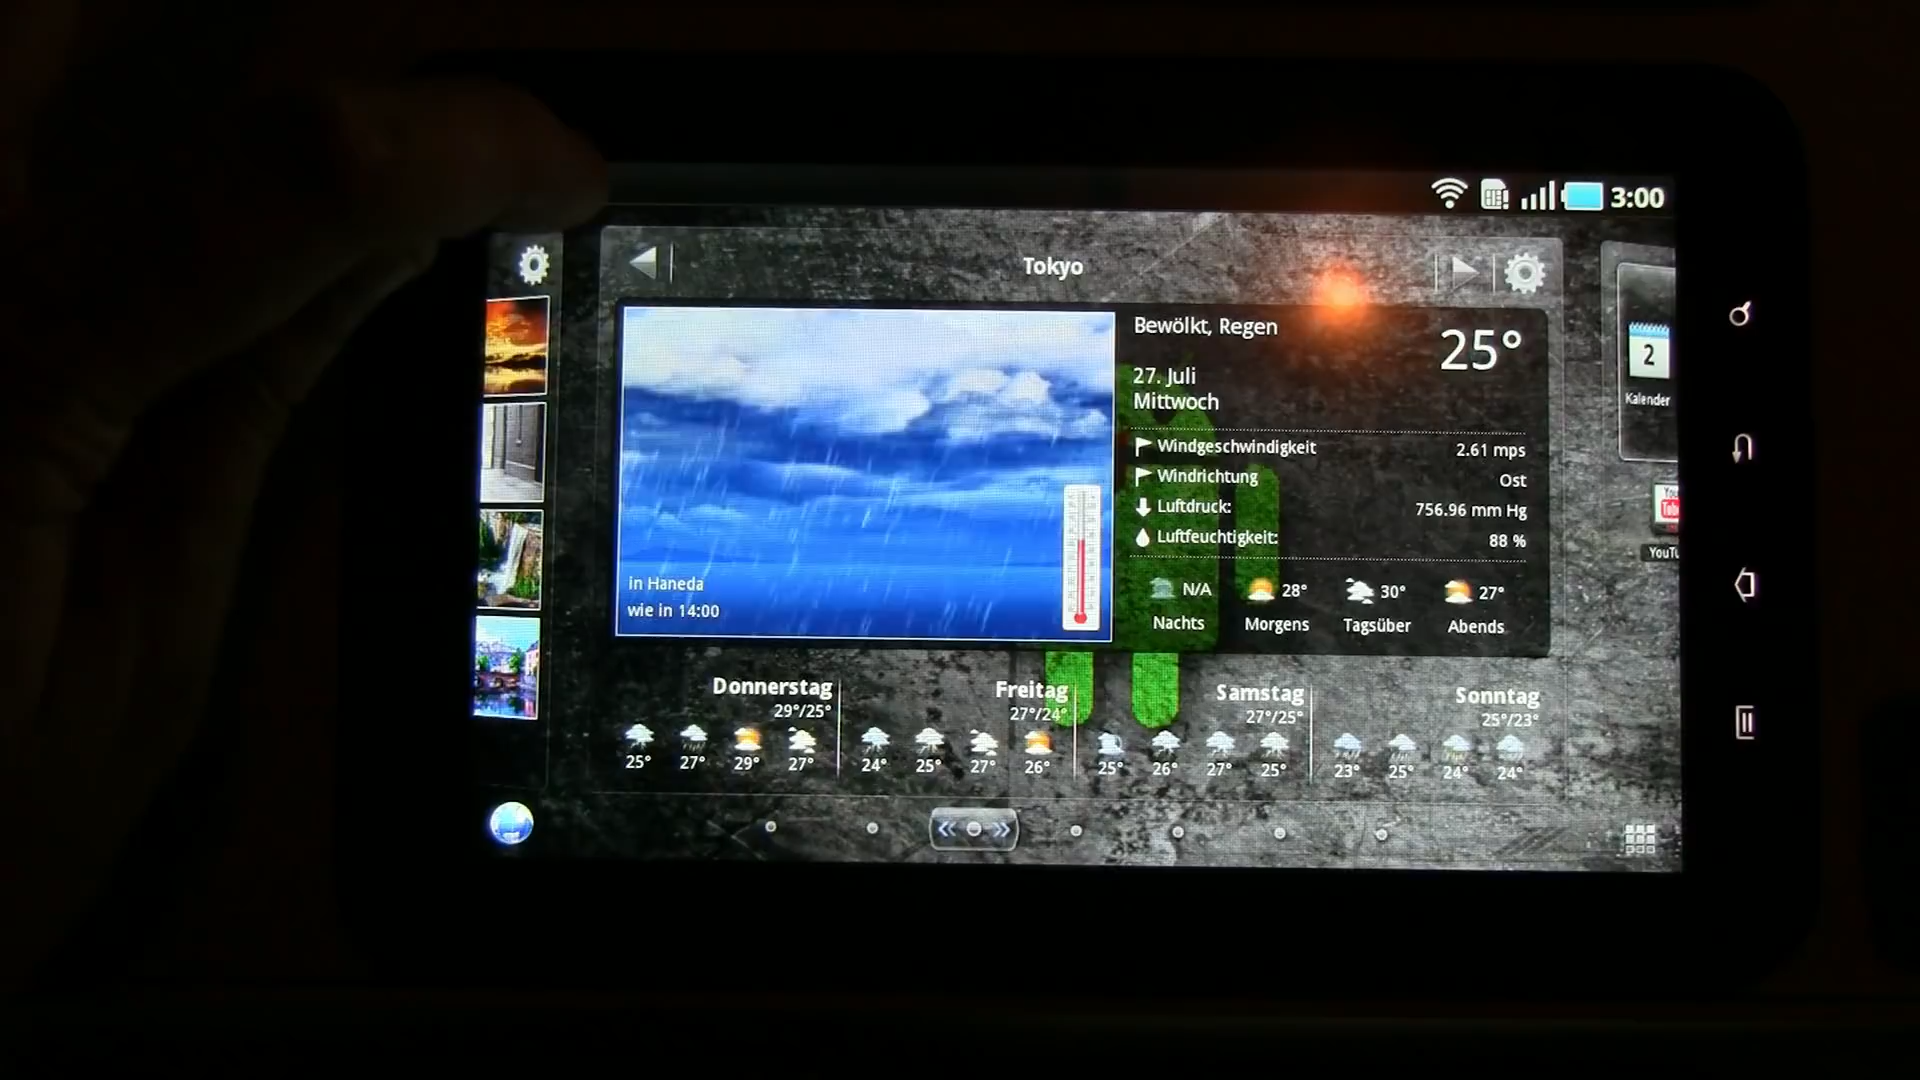 3:00
Tokyo
Bewölkt, Regen
25°
27. Juli
Mittwoch
Windgeschwindigkeit 2.61 mps
Windrichtung Ost
Luftdruck: 756.96 mm Hg
Luftfeuchtigkeit: 88 %
in Haneda
wie in 14:00
N/A 28° 30° 27°
Nachts Morgens Tagsüber Abends
2
Kalender
You
YouTu
Donnerstag Freitag Samstag Sonntag
29°/25° 27°/24° 27°/25° 25°/23°
25° 27° 29° 27° 24° 25° 27° 26° 25° 26° 27° 25° 23° 25° 24° 24°